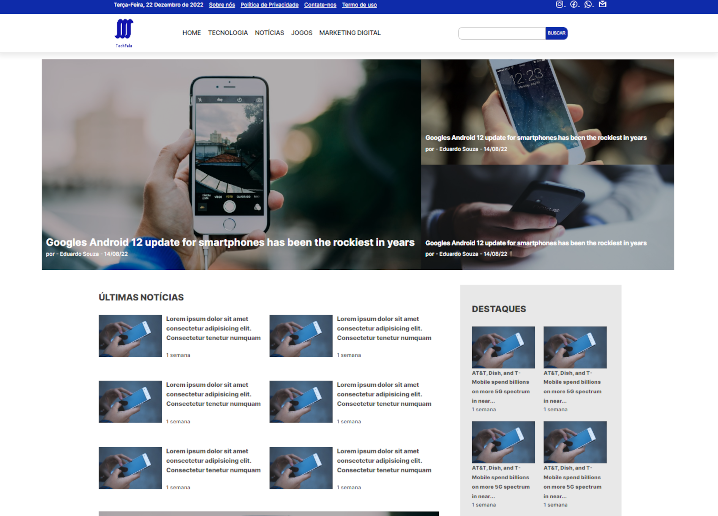 Terça-Feira, 22 Dezembro de 2022 Sobre nós Política de Privacidade Contate-nos Termo de uso
TechFala
HOME TECNOLOGIA NOTÍCIAS JOGOS MARKETING DIGITAL
BUSCAR
Googles Android 12 update for smartphones has been the rockiest in years
por - Eduardo Souza - 14/08/22
12:23
Googles Android 12 update for smartphones has been the rockiest in years
por - Eduardo Souza - 14/08/22
Googles Android 12 update for smartphones has been the rockiest in years
por - Eduardo Souza - 14/08/22
ÚLTIMAS NOTÍCIAS
Lorem ipsum dolor sit amet
consectetur adipisicing elit.
Consectetur tenetur numquam
1 semana
Lorem ipsum dolor sit amet
consectetur adipisicing elit.
Consectetur tenetur numquam
1 semana
Lorem ipsum dolor sit amet
consectetur adipisicing elit.
Consectetur tenetur numquam
1 semana
Lorem ipsum dolor sit amet
consectetur adipisicing elit.
Consectetur tenetur numquam
1 semana
Lorem ipsum dolor sit amet
consectetur adipisicing elit.
Consectetur tenetur numquam
1 semana
Lorem ipsum dolor sit amet
consectetur adipisicing elit.
Consectetur tenetur numquam
1 semana
DESTAQUES
AT&T, Dish, and T-
Mobile spend billions
on more 5G spectrum
in near...
1 semana
AT&T, Dish, and T-
Mobile spend billions
on more 5G spectrum
in near...
1 semana
AT&T, Dish, and T-
Mobile spend billions
on more 5G spectrum
in near...
1 semana
AT&T, Dish, and T-
Mobile spend billions
on more 5G spectrum
in near...
1 semana